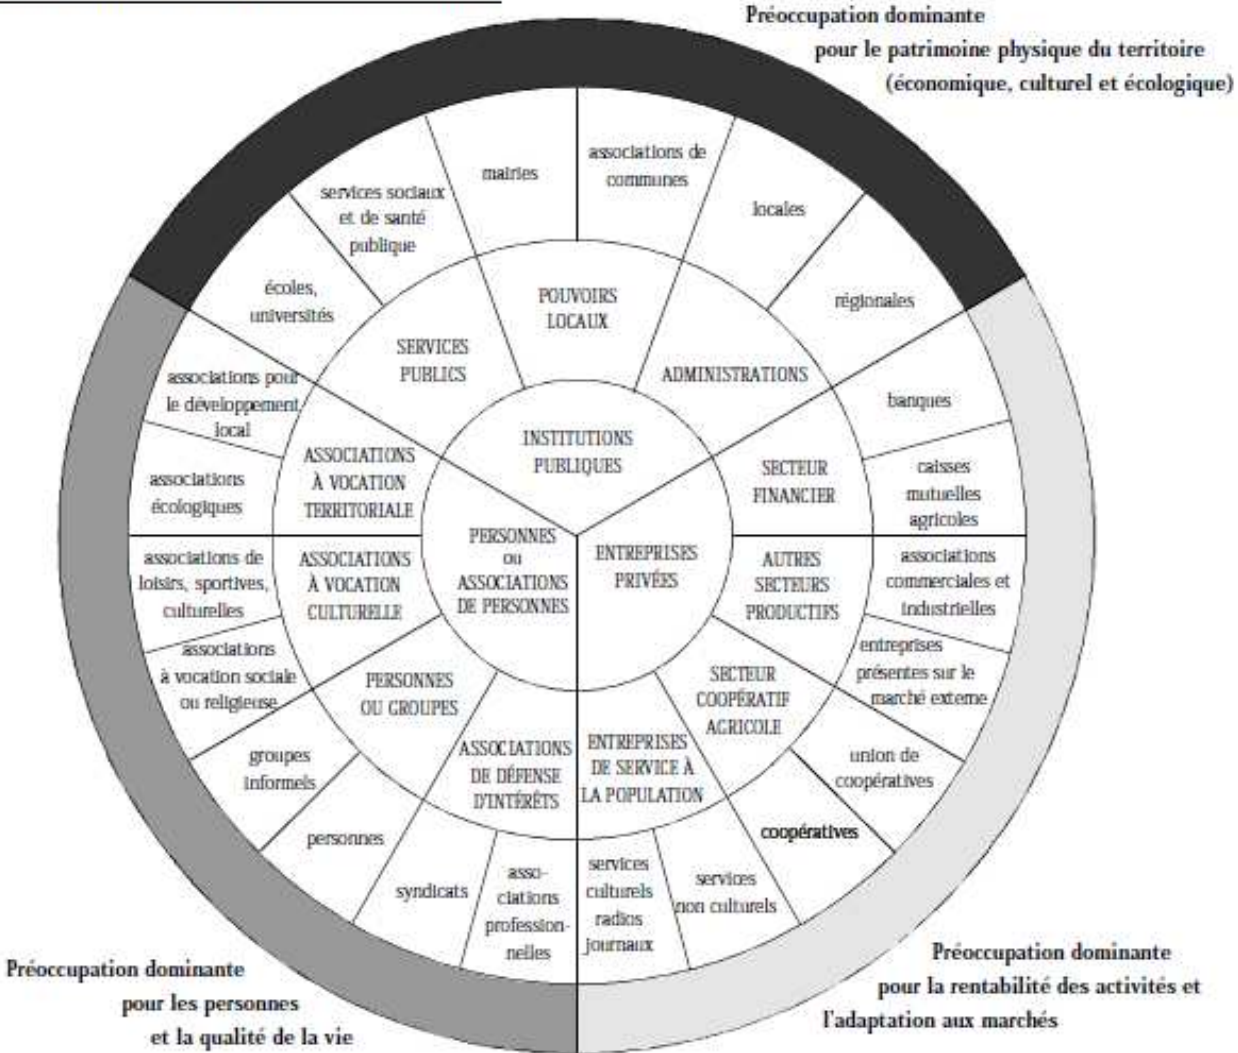 Préoccupation dominante
pour le patrimoine physique du territoire
(économique, culturel et écologique)
mairies
associations de
communes
services sociaux
et de santé
publique
locales
écoles,
universités
régionales
POUVOIRS
LOCAUX
SERVICES
PUBLICS
ADMINISTRATIONS
associations pour
le développement
local
banques
INSTITUTIONS
PUBLIQUES
ASSOCIATIONS
À VOCATION
TERRITORIALE
SECTEUR
FINANCIER
associations
écologiques
caisses
mutuelles
agricoles
PERSONNES
ou
ASSOCIATIONS
DE PERSONNES
ENTREPRISES
PRIVÉES
associations de
loisirs, sportives,
culturelles
ASSOCIATIONS
À VOCATION
CULTURELLE
AUTRES
SECTEURS
PRODUCTIFS
associations
commerciales et
industrielles
associations
à vocation sociale
ou religieuse
entreprises
présentes sur le
marché externe
PERSONNES
OU GROUPES
SECTEUR
COOPÉRATIF
AGRICOLE
groupes
informels
ASSOCIATIONS
DE DÉFENSE
D'INTÉRÊTS
ENTREPRISES
DE SERVICE À
LA POPULATION
union de
coopératives
personnes
coopératives
syndicats
asso-
ciations
profession-
nelles
services
culturels
radios
journaux
services
non culturels
Préoccupation dominante
pour les personnes
et la qualité de la vie
Préoccupation dominante
pour la rentabilité des activités et
l'adaptation aux marchés